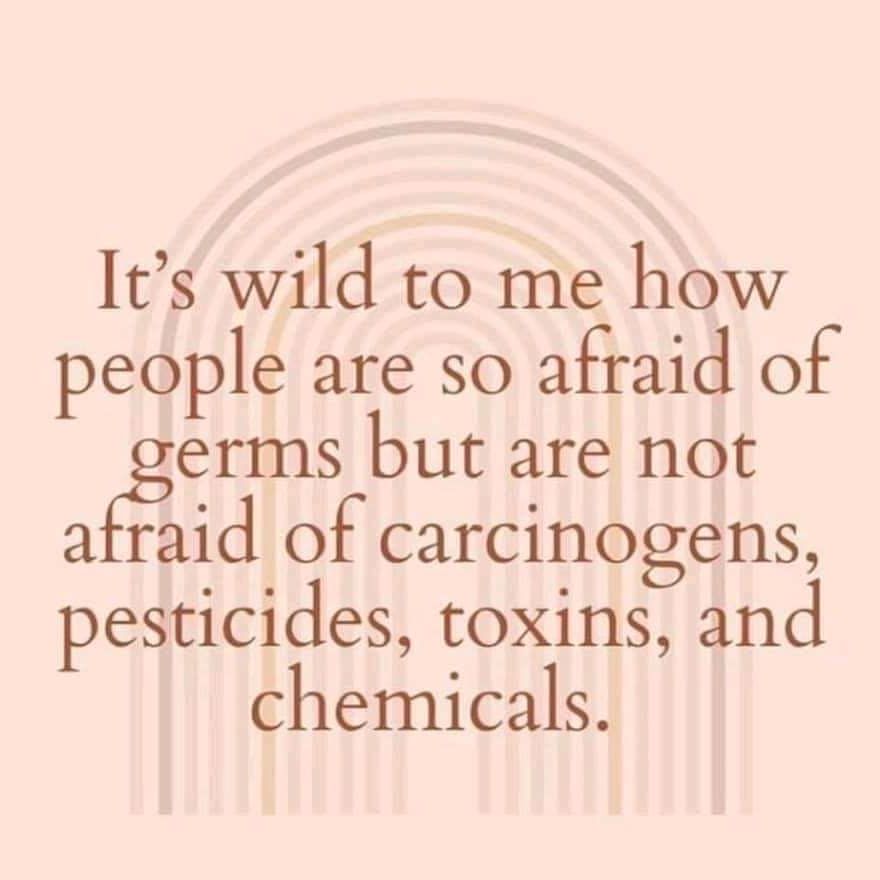 It’s wild to me how
people are so afraid of
germs but are not
afraid of carcinogens,
pesticides, toxins, and
chemicals.